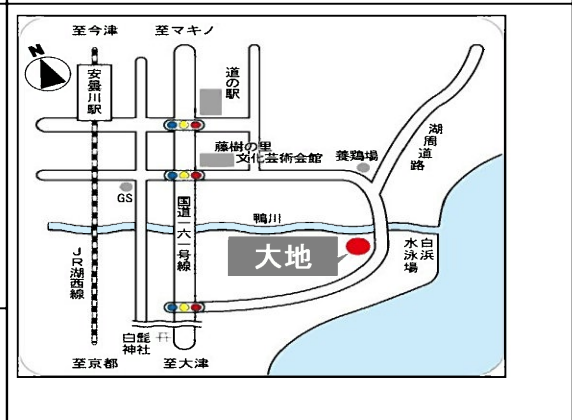 至今津
至マキノ
N
安曇川駅
道の駅
藤樹の里
文化芸術会館
養鶏場
湖周道路
GS
国道一六一号線
鴨川
大地
白浜
水泳場
JR湖西線
白髭
神社
至京都
至大津